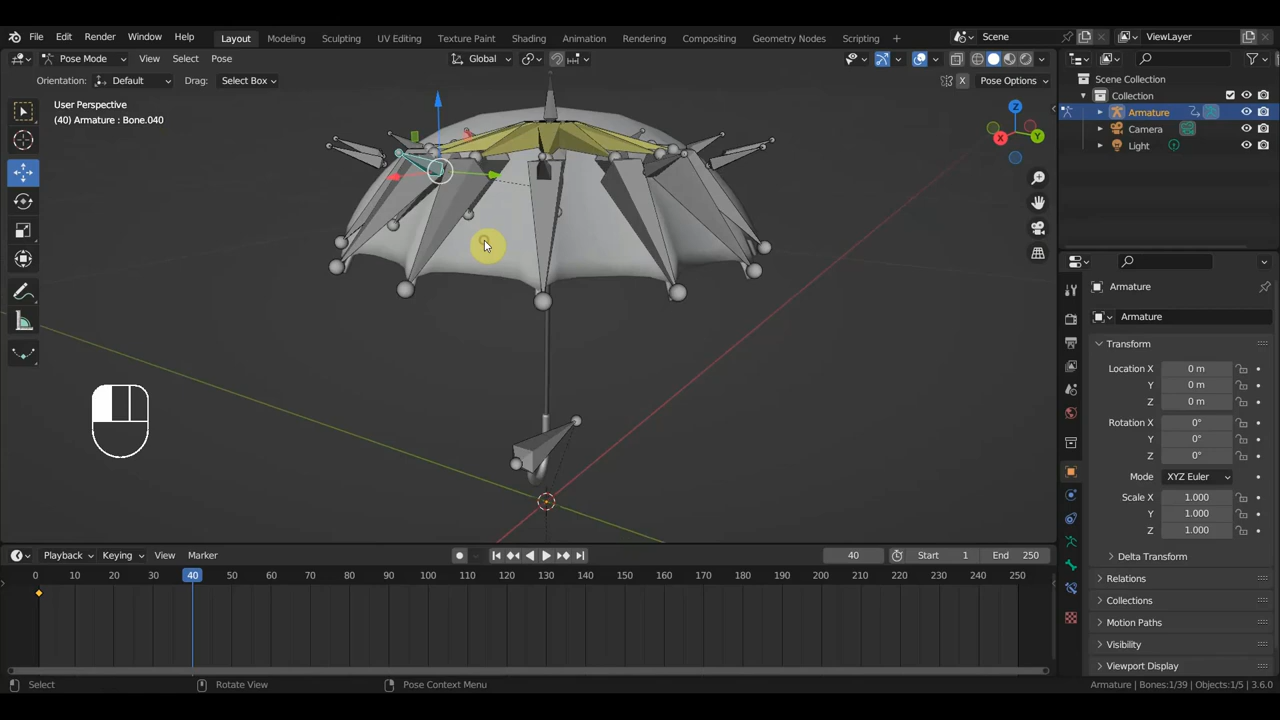 File Edit Render Window Help Layout Modeling Sculpting UV Editing Texture Paint Shading Animation Rendering Compositing Geometry Nodes Scripting Scene ViewLayer
Pose Mode View Select Pose Global
Orientation: Default Drag: Select Box X Pose Options
User Perspective
(40) Armature : Bone.040
Z
Y
X
Scene Collection
Collection
Armature
Camera
Light
Armature
Armature
Transform
Location X 0 m
Y 0 m
Z 0 m
Rotation X 0°
Y 0°
Z 0°
Mode XYZ Euler
Scale X 1.000
Y 1.000
Z 1.000
Delta Transform
Relations
Collections
Motion Paths
Visibility
Viewport Display
Playback Keying View Marker 40 Start 1 End 250
0 10 20 30 40 50 60 70 80 90 100 110 120 130 140 150 160 170 180 190 200 210 220 230 240 250
Select Rotate View Pose Context Menu Armature | Bones:1/39 | Objects:1/5 | 3.6.0